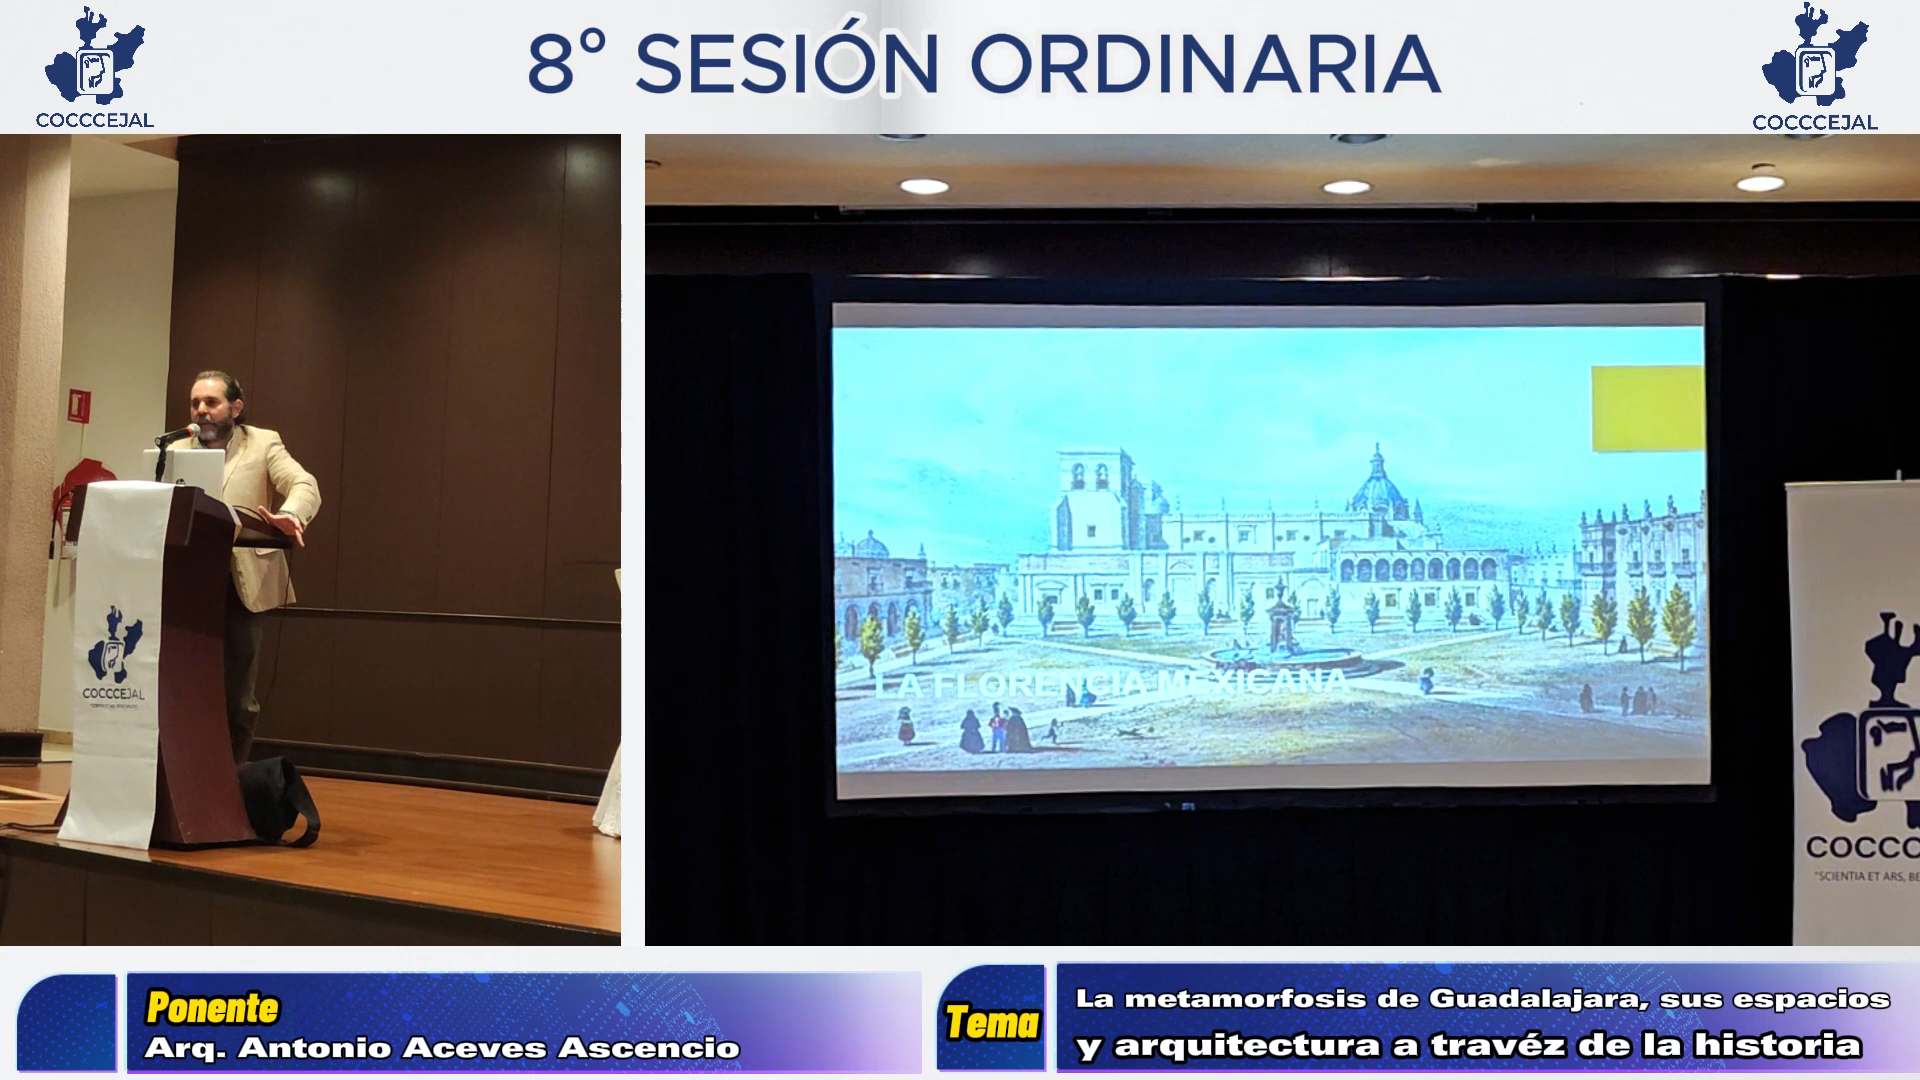 8° SESIÓN ORDINARIA
COCCCEJAL
COCCCEJAL
LA FLORENCIA MEXICANA
COCCCEJAL
COCCC
"SCIENTIA ET ARS, BE
Ponente
Arq. Antonio Aceves Ascencio
Tema
La metamorfosis de Guadalajara, sus espacios
y arquitectura a travéz de la historia